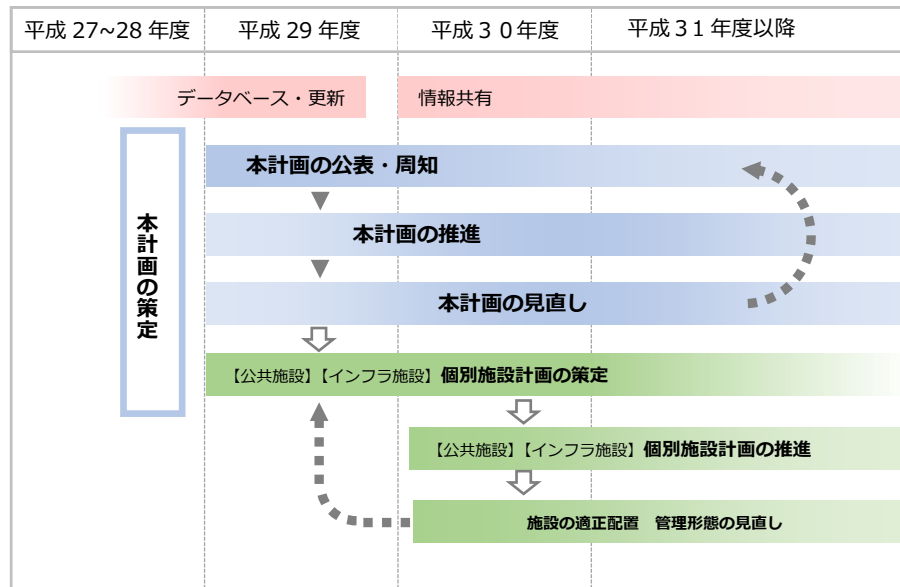 平成 27~28 年度
平成 29 年度
平成３０年度
平成３１年度以降
データベース・更新
情報共有
本計画の策定
本計画の公表・周知
本計画の推進
本計画の見直し
【公共施設】【インフラ施設】個別施設計画の策定
【公共施設】【インフラ施設】個別施設計画の推進
施設の適正配置　管理形態の見直し